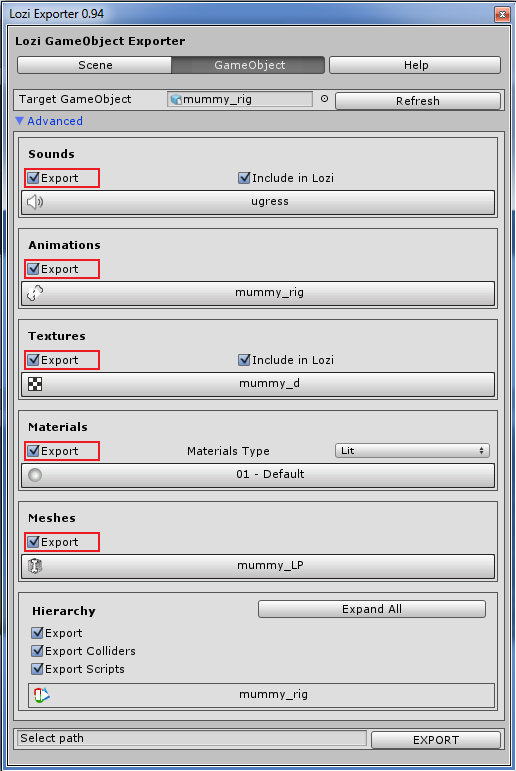 Lozi Exporter 0.94
Lozi GameObject Exporter
Scene GameObject Help
Target GameObject mummy_rig Refresh
Advanced
Sounds
Export Include in Lozi
ugress
Animations
Export
mummy_rig
Textures
Export Include in Lozi
mummy_d
Materials
Export Materials Type Lit
01 - Default
Meshes
Export
mummy_LP
Hierarchy Expand All
Export
Export Colliders
Export Scripts
mummy_rig
Select path EXPORT